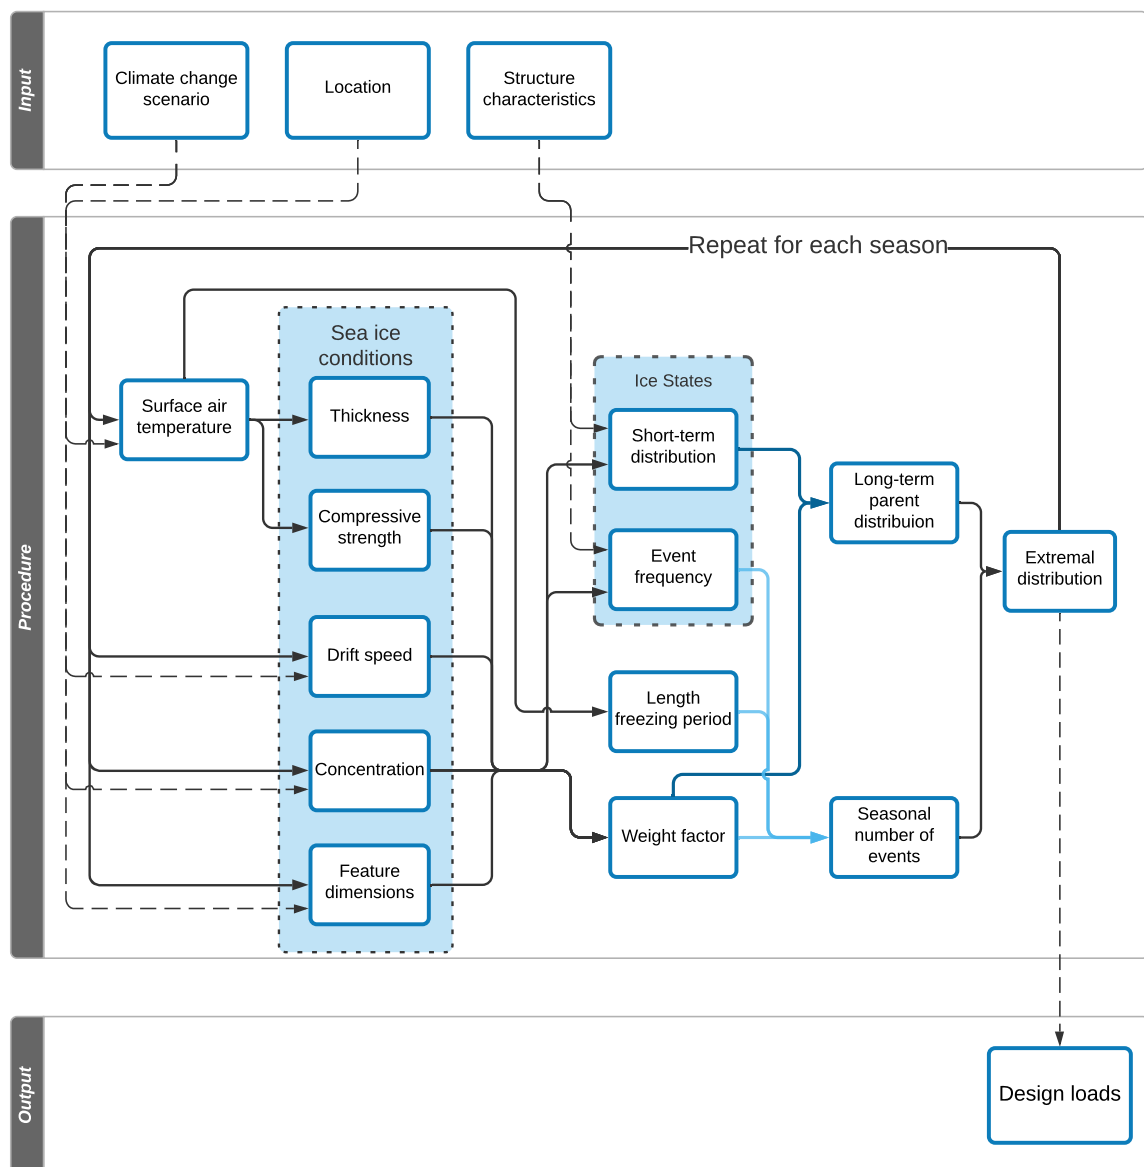 Input
Climate change
scenario
Location
Structure
characteristics
Procedure
Repeat for each season
Sea ice
conditions
Surface air
temperature
Thickness
Compressive
strength
Drift speed
Concentration
Feature
dimensions
Ice States
Short-term
distribution
Event
frequency
Length
freezing period
Weight factor
Long-term
parent
distribuion
Seasonal
number of
events
Extremal
distribution
Output
Design loads